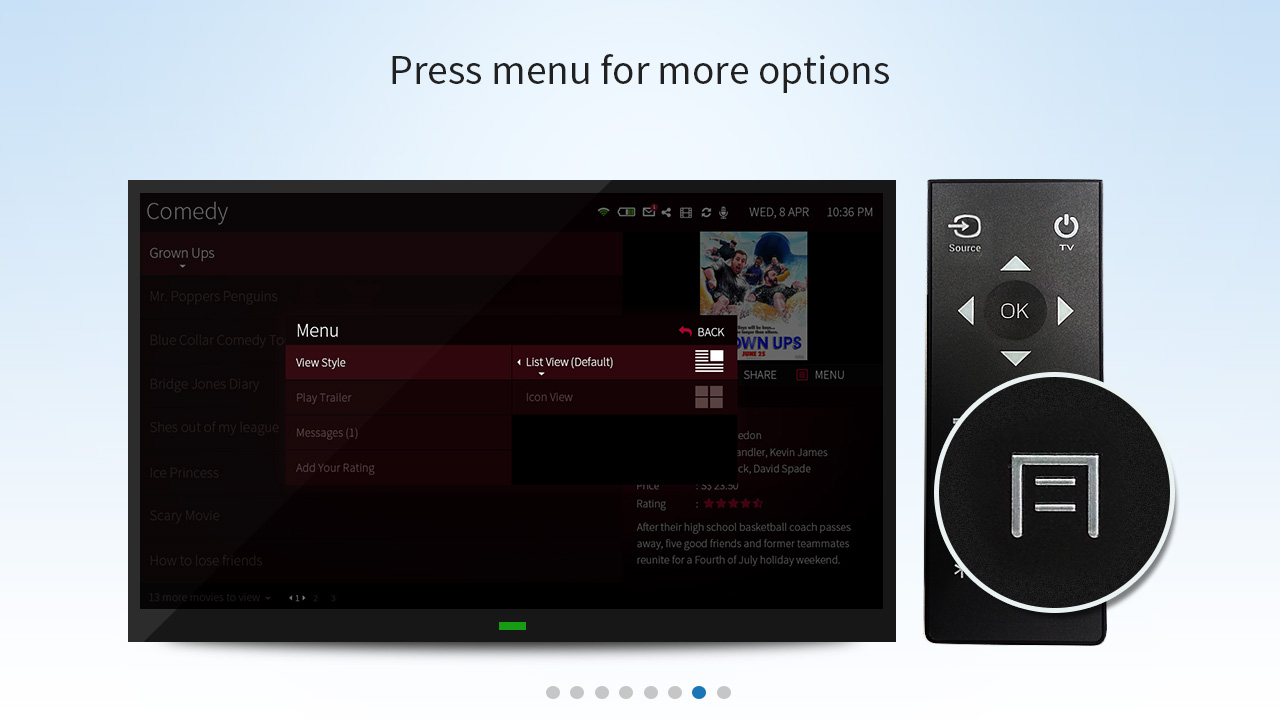 Press menu for more options
Comedy
WED, 8 APR
10:36 PM
Grown Ups
Mr. Poppers Penguins
Blue Collar Comedy To
Bridge Jones Diary
Shes out of my league
Ice Princess
Scary Movie
How to lose friends
13 more movies to view
1 2 3
Menu
BACK
View Style
List View (Default)
Play Trailer
Icon View
Messages (1)
Add Your Rating
OWN UPS
JUNE 25
SHARE
MENU
edon
andler, Kevin James
ck, David Spade
Price : S$ 23.50
Rating :
After their high school basketball coach passes
away, five good friends and former teammates
reunite for a Fourth of July holiday weekend.
Source
TV
OK